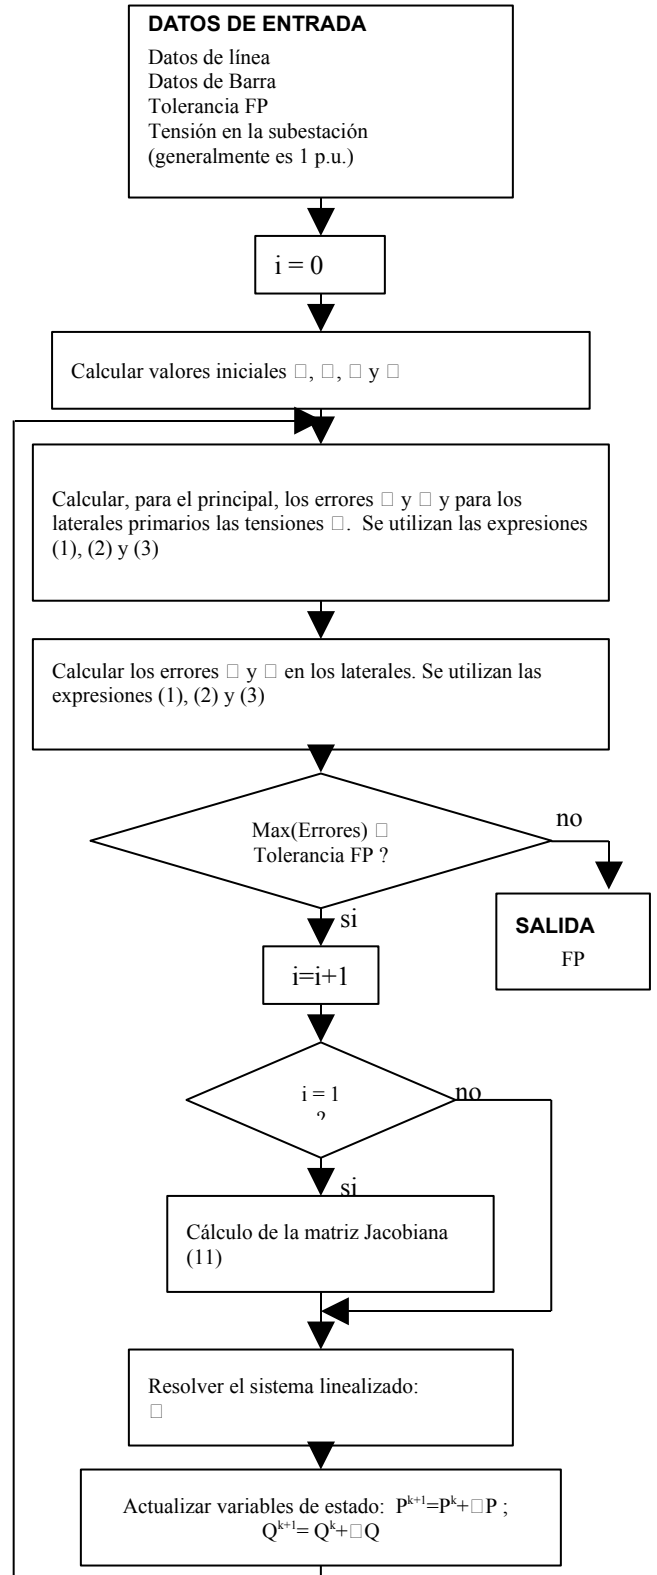 DATOS DE ENTRADA
Datos de línea
Datos de Barra
Tolerancia FP
Tensión en la subestación
(generalmente es 1 p.u.)
i = 0
Calcular valores iniciales □, □, □ y □
Calcular, para el principal, los errores □ y □ y para los
laterales primarios las tensiones □. Se utilizan las expresiones
(1), (2) y (3)
Calcular los errores □ y □ en los laterales. Se utilizan las
expresiones (1), (2) y (3)
Max(Errores) □
Tolerancia FP ?
no
SALIDA
FP
si
i=i+1
i = 1
?
no
si
Cálculo de la matriz Jacobiana
(11)
Resolver el sistema linealizado:
□
Actualizar variables de estado: P^{k+1}=P^k+□P ;
Q^{k+1}= Q^k+□Q